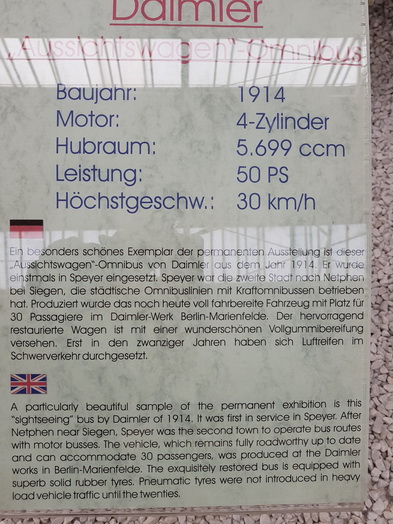 Daimler
„Aussichtswagen"-Omnibus
Baujahr: 1914
Motor: 4-Zylinder
Hubraum: 5.699 ccm
Leistung: 50 PS
Höchstgeschw.: 30 km/h
Ein besonders schönes Exemplar der permanenten Ausstellung ist dieser
„Aussichtswagen"-Omnibus von Daimler aus dem Jahr 1914. Er wurde
einstmals in Speyer eingesetzt. Speyer war die zweite Stadt nach Netphen
bei Siegen, die städtische Omnibuslinien mit Kraftomnibussen betrieben
hat. Produziert wurde das noch heute voll fahrbereite Fahrzeug mit Platz für
30 Passagiere im Daimler-Werk Berlin-Marienfelde. Der hervorragend
restaurierte Wagen ist mit einer wunderschönen Vollgummibereifung
versehen. Erst in den zwanziger Jahren haben sich Luftreifen im
Schwerverkehr durchgesetzt.
A particularly beautiful sample of the permanent exhibition is this
"sightseeing" bus by Daimler of 1914. It was first in service in Speyer. After
Netphen near Siegen, Speyer was the second town to operate bus routes
with motor busses. The vehicle, which remains fully roadworthy up to date
and can accommodate 30 passengers, was produced at the Daimler
works in Berlin-Marienfelde. The exquisitely restored bus is equipped with
superb solid rubber tyres. Pneumatic tyres were not introduced in heavy
load vehicle traffic until the twenties.